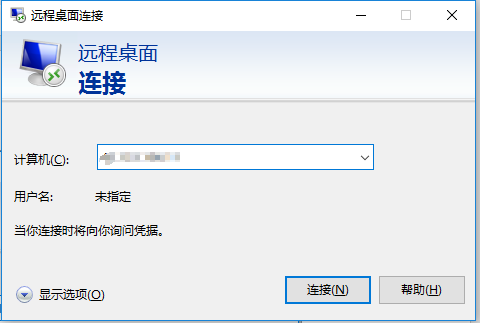 远程桌面连接
远程桌面
连接
计算机(C):
用户名: 未指定
当你连接时将向你询问凭据。
显示选项(O) 连接(N) 帮助(H)